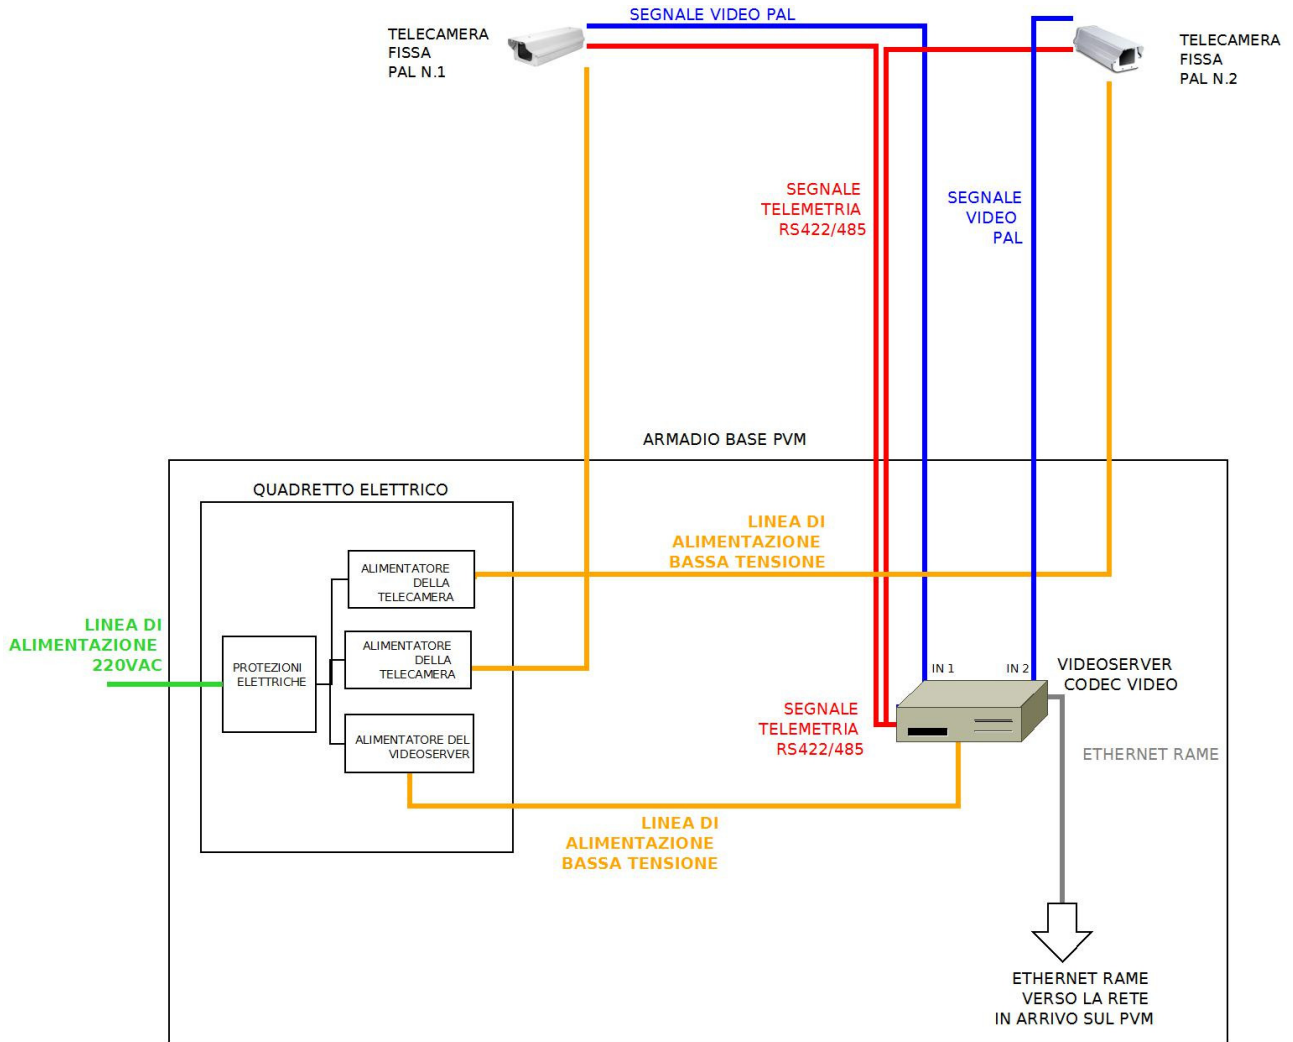 SEGNALE VIDEO PAL
TELECAMERA
FISSA
PAL N.1
TELECAMERA
FISSA
PAL N.2
SEGNALE
TELEMETRIA
RS422/485
SEGNALE
VIDEO
PAL
ARMADIO BASE PVM
QUADRETTO ELETTRICO
LINEA DI
ALIMENTAZIONE
BASSA TENSIONE
ALIMENTATORE
DELLA
TELECAMERA
LINEA DI
ALIMENTAZIONE
220VAC
PROTEZIONI
ELETTRICHE
ALIMENTATORE
DELLA
TELECAMERA
IN 1
IN 2
VIDEOSERVER
CODEC VIDEO
SEGNALE
TELEMETRIA
RS422/485
ALIMENTATORE DEL
VIDEOSERVER
ETHERNET RAME
LINEA DI
ALIMENTAZIONE
BASSA TENSIONE
ETHERNET RAME
VERSO LA RETE
IN ARRIVO SUL PVM